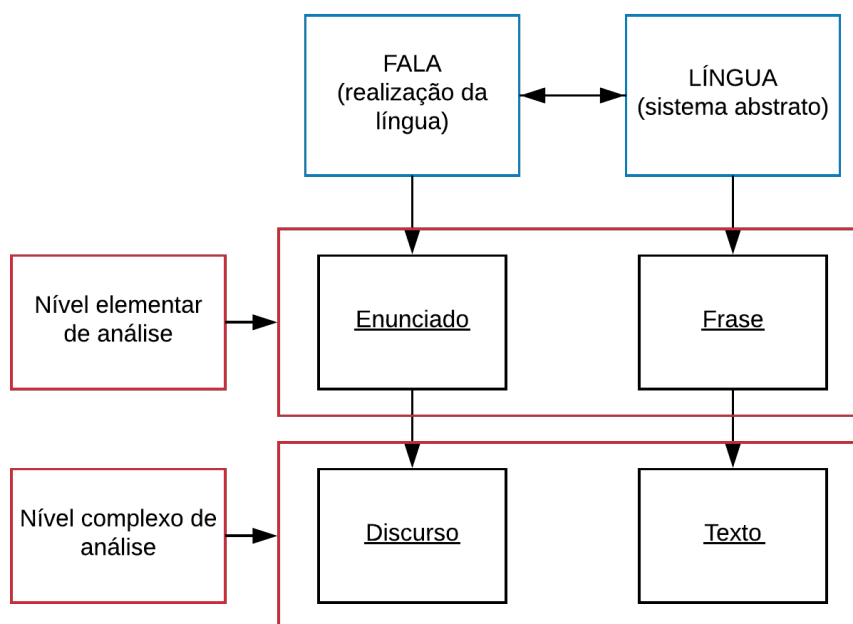 FALA
(realização da
língua)
LÍNGUA
(sistema abstrato)
Nível elementar
de análise
Enunciado
Frase
Nível complexo de
análise
Discurso
Texto